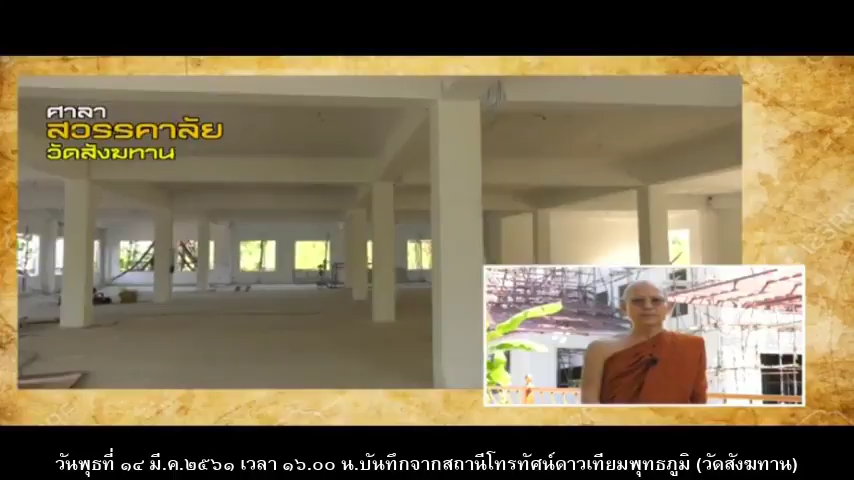 ศาลา
สวรรคาลัย
วัดสังฆทาน
วันพุธที่ ๑๔ มี.ค.๒๕๖๑ เวลา ๑๖.๐๐ น.บันทึกจากสถานีโทรทัศน์ดาวเทียมพุทธภูมิ (วัดสังฆทาน)